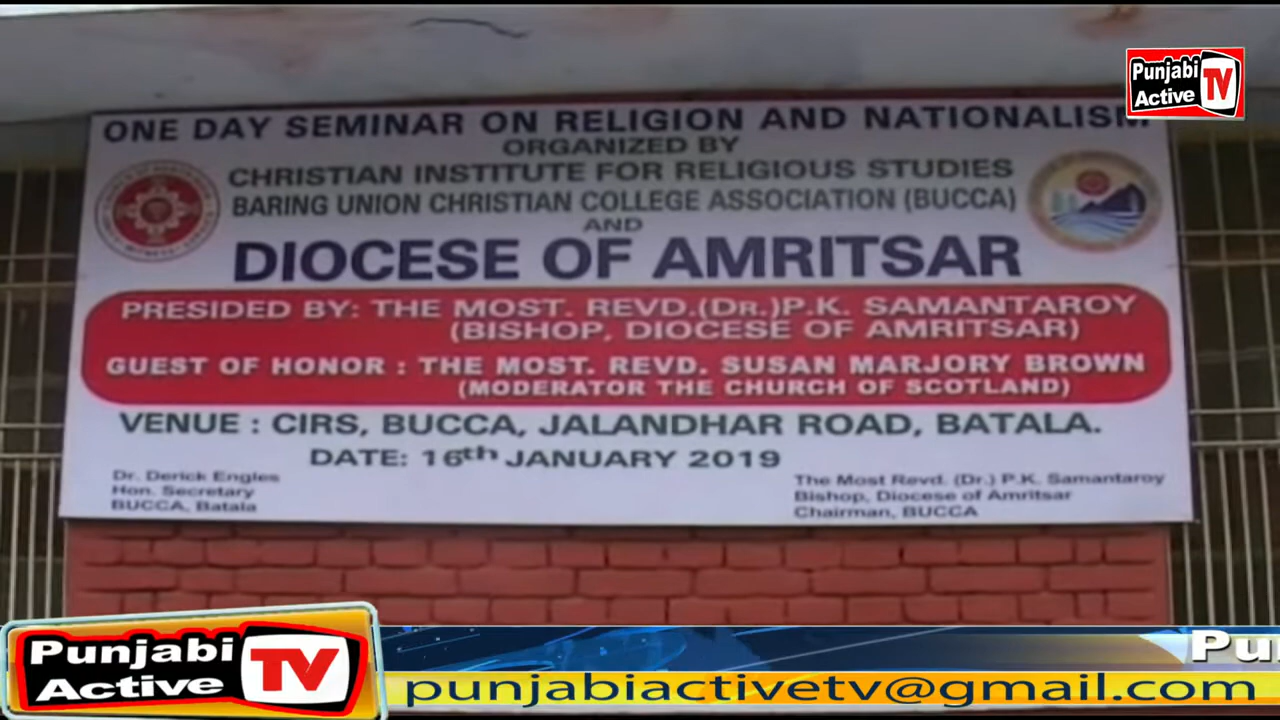 Punjabi
Active TV
ONE DAY SEMINAR ON RELIGION AND NATIONALISM
ORGANIZED BY
CHRISTIAN INSTITUTE FOR RELIGIOUS STUDIES
BARING UNION CHRISTIAN COLLEGE ASSOCIATION (BUCCA)
AND
DIOCESE OF AMRITSAR
PRESIDED BY: THE MOST. REVD.(DR.)P.K. SAMANTAROY
(BISHOP, DIOCESE OF AMRITSAR)
GUEST OF HONOR : THE MOST. REVD. SUSAN MARJORY BROWN
(MODERATOR THE CHURCH OF SCOTLAND)
VENUE : CIRS, BUCCA, JALANDHAR ROAD, BATALA.
DATE: 16th JANUARY 2019
Dr. Derick Engles
Hon. Secretary
BUCCA, Batala
The Most Revd. (Dr.) P.K. Samantaroy
Bishop, Diocese of Amritsar
Chairman, BUCCA
Punjabi
Active TV
Pu
punjabiactivetv@gmail.com